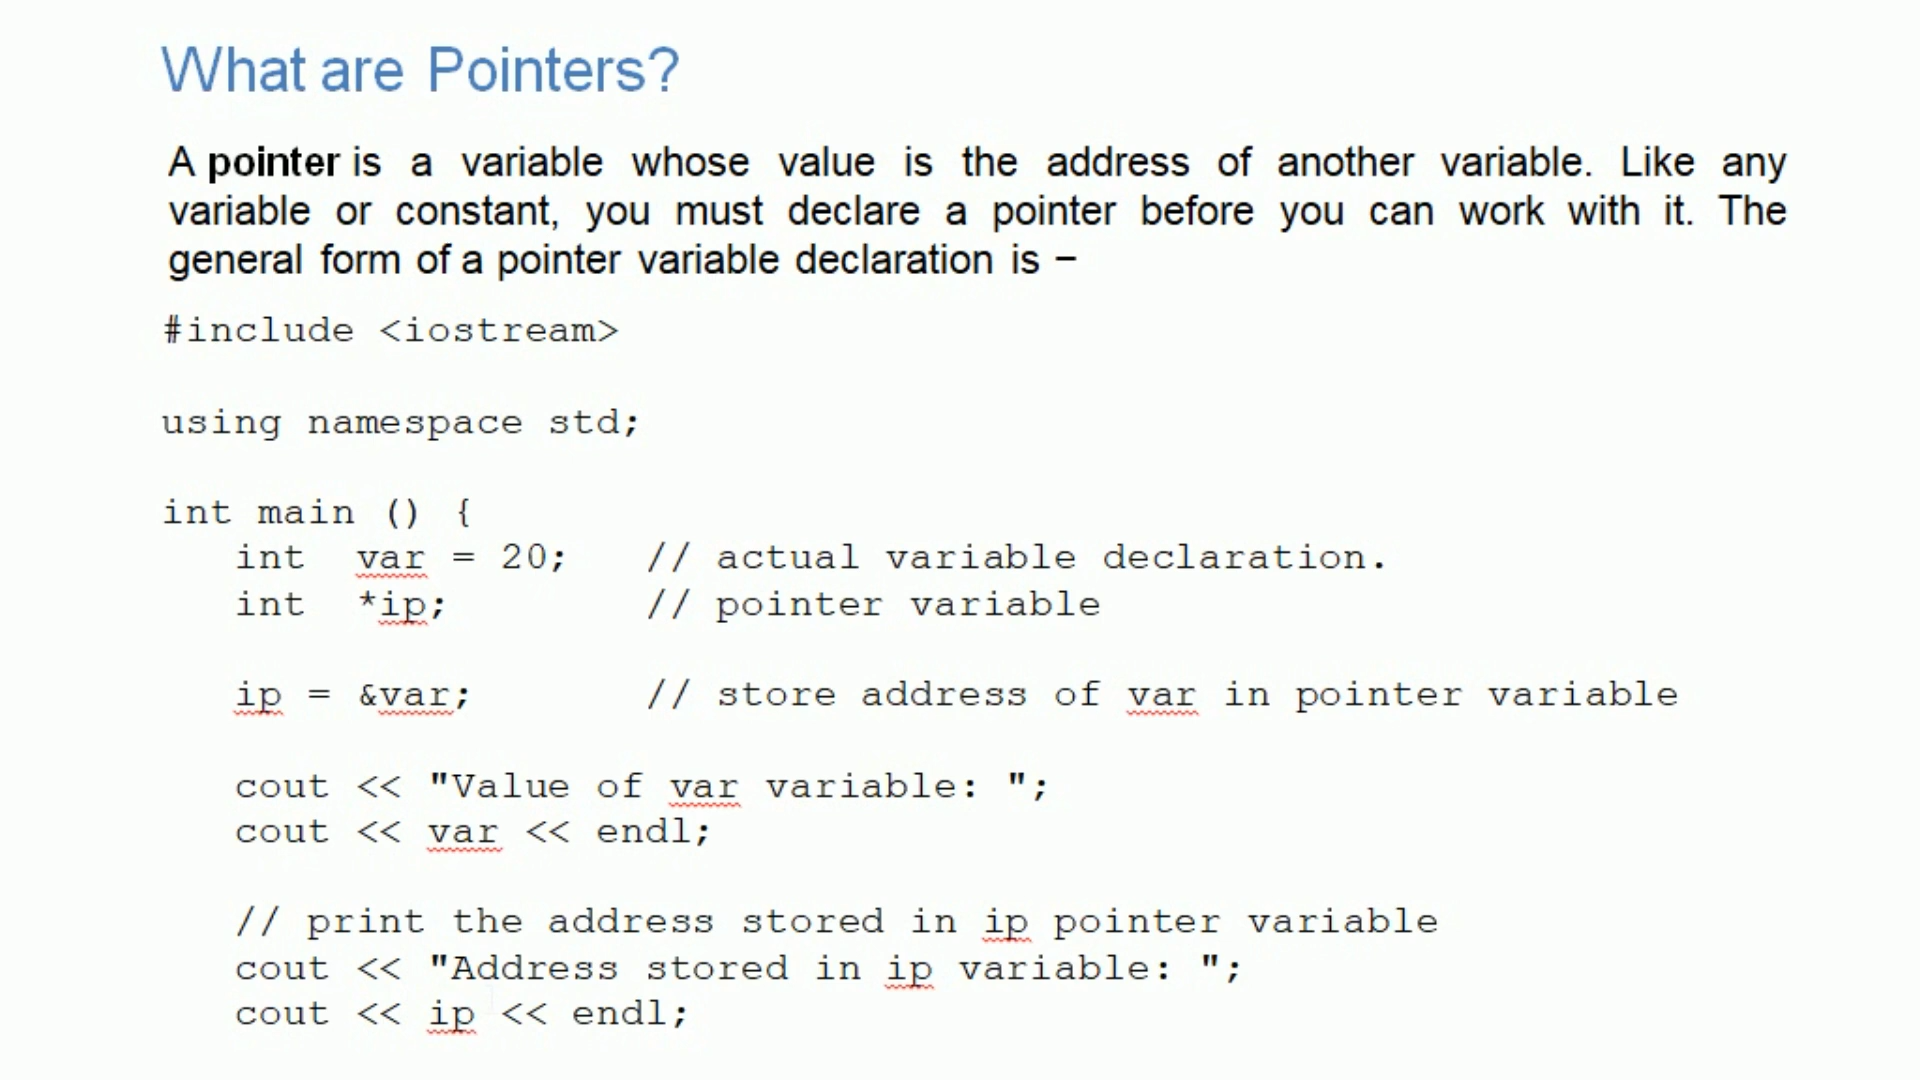 What are Pointers?
A pointer is a variable whose value is the address of another variable. Like any
variable or constant, you must declare a pointer before you can work with it. The
general form of a pointer variable declaration is −
#include <iostream>
using namespace std;
int main () {
int  var = 20;   // actual variable declaration.
int  *ip;        // pointer variable
ip = &var;       // store address of var in pointer variable
cout << "Value of var variable: ";
cout << var << endl;
// print the address stored in ip pointer variable
cout << "Address stored in ip variable: ";
cout << ip << endl;